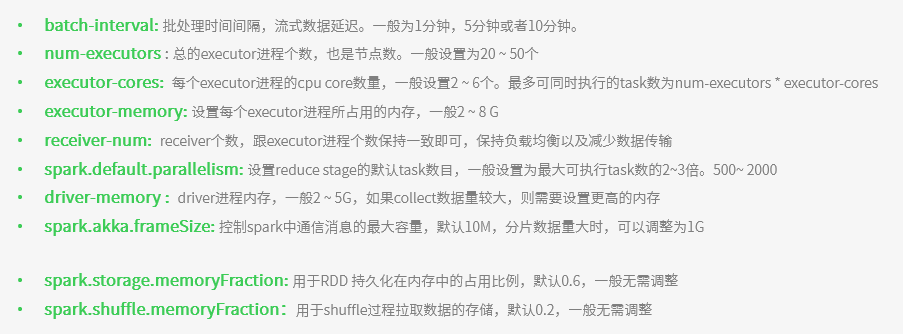 • batch-interval: 批处理时间间隔，流式数据延迟。一般为1分钟，5分钟或者10分钟。
• num-executors : 总的executor进程个数，也是节点数。一般设置为20 ~ 50个
• executor-cores: 每个executor进程的cpu core数量，一般设置2 ~ 6个。最多可同时执行的task数为num-executors * executor-cores
• executor-memory: 设置每个executor进程所占用的内存，一般2 ~ 8 G
• receiver-num: receiver个数，跟executor进程个数保持一致即可，保持负载均衡以及减少数据传输
• spark.default.parallelism: 设置reduce stage的默认task数目，一般设置为最大可执行task数的2~3倍。500~ 2000
• driver-memory : driver进程内存，一般2 ~ 5G，如果collect数据量较大，则需要设置更高的内存
• spark.akka.frameSize: 控制spark中通信消息的最大容量，默认10M，分片数据量大时，可以调整为1G
• spark.storage.memoryFraction: 用于RDD 持久化在内存中的占用比例，默认0.6，一般无需调整
• spark.shuffle.memoryFraction： 用于shuffle过程拉取数据的存储，默认0.2，一般无需调整